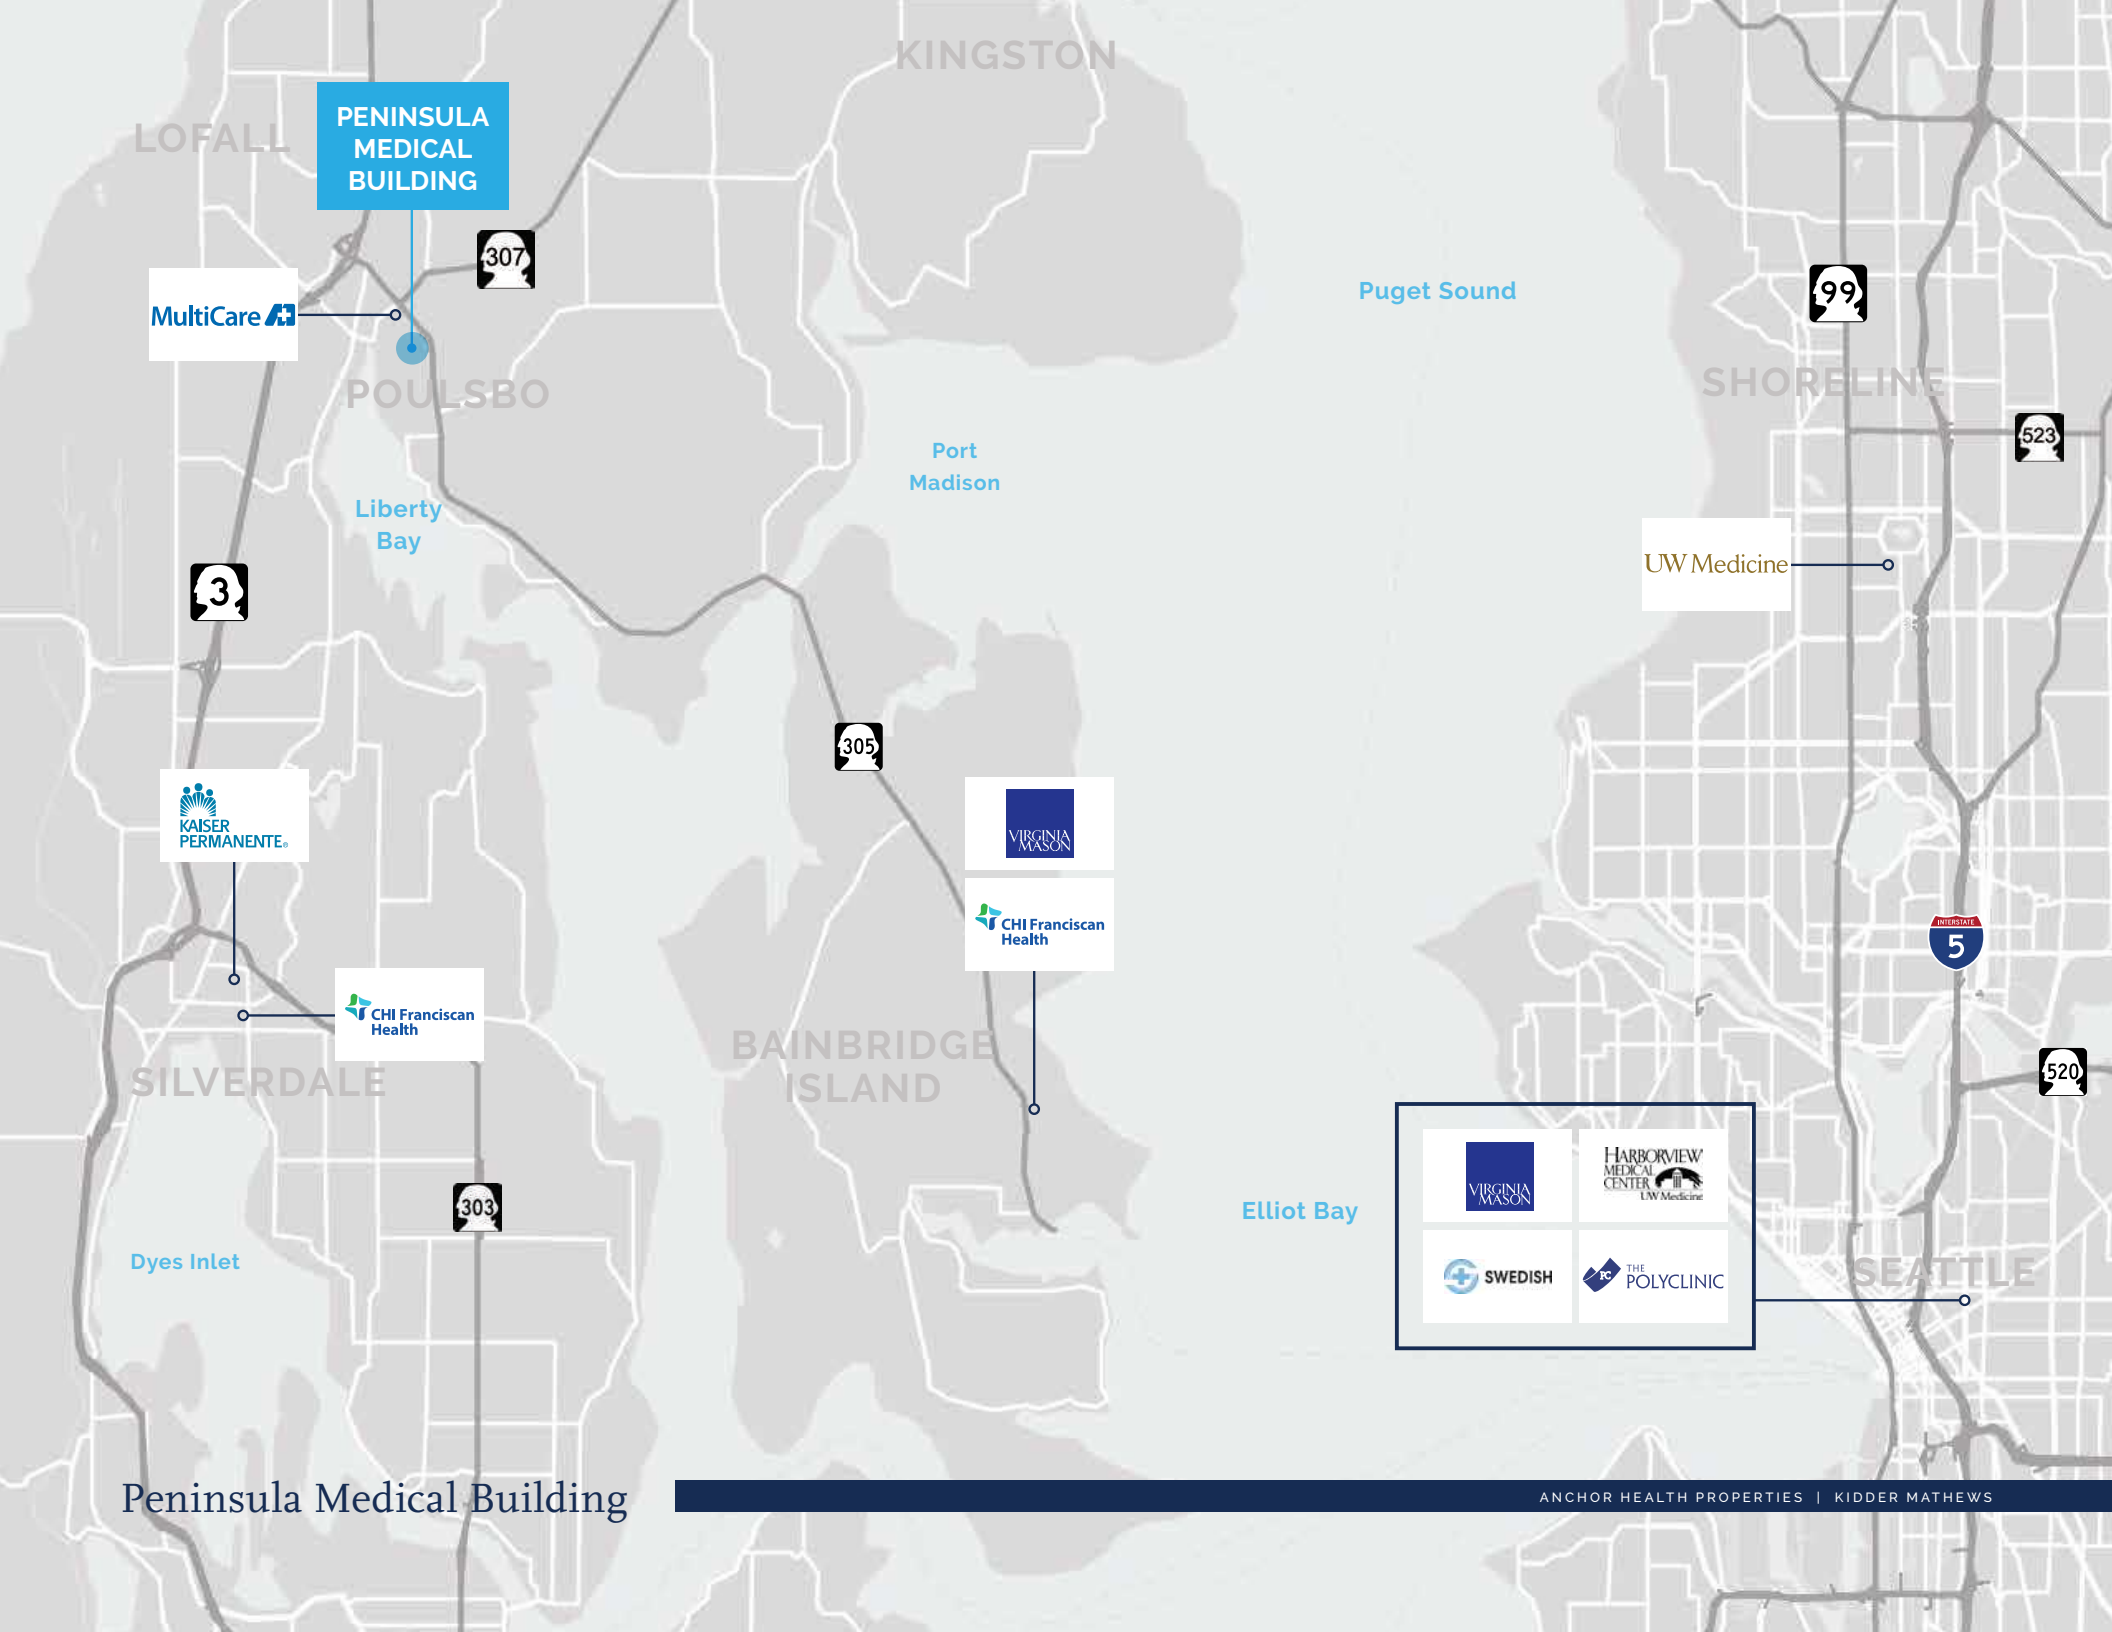 KINGSTON
LOFALL
PENINSULA
MEDICAL
BUILDING
307
MultiCare
Puget Sound
99
POULSBO
SHORELINE
523
Port
Madison
Liberty
Bay
UW Medicine
3
305
KAISER
PERMANENTE®
VIRGINIA
MASON
CHI Franciscan
Health
INTERSTATE
5
CHI Franciscan
Health
BAINBRIDGE
ISLAND
SILVERDALE
520
303
Elliot Bay
VIRGINIA
MASON
HARBORVIEW
MEDICAL
CENTER
UW Medicine
Dyes Inlet
SWEDISH
PC
THE
POLYCLINIC
SEATTLE
Peninsula Medical Building
ANCHOR HEALTH PROPERTIES | KIDDER MATHEWS